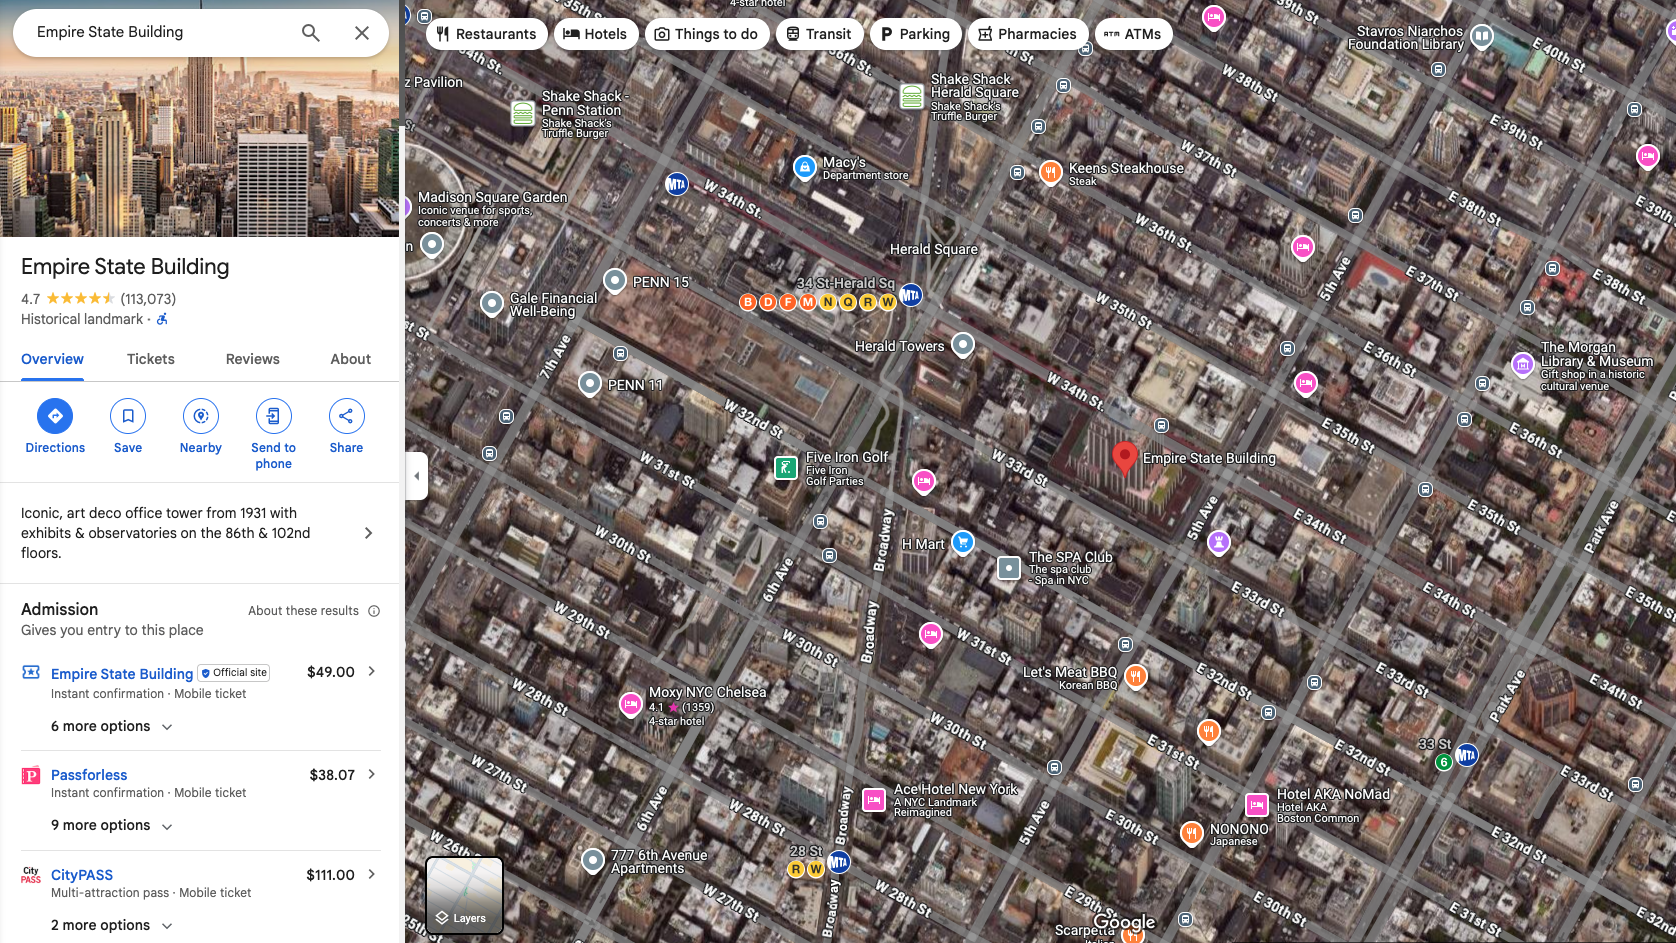 Empire State Building
Empire State Building
4.7 (113,073)
Historical landmark ·
Overview
Tickets
Reviews
About
Directions
Save
Nearby
Send to
phone
Share
Iconic, art deco office tower from 1931 with
exhibits & observatories on the 86th & 102nd
floors.
Admission
About these results
Gives you entry to this place
Empire State Building Official site $49.00
Instant confirmation · Mobile ticket
6 more options
Passforless $38.07
Instant confirmation · Mobile ticket
9 more options
City
PASS
CityPASS $111.00
Multi-attraction pass · Mobile ticket
2 more options
4-star hotel
Restaurants
Hotels
Things to do
Transit
Parking
Pharmacies
ATMs
Stavros Niarchos
Foundation Library
z Pavilion
Shake Shack -
Penn Station
Shake Shack's
Truffle Burger
Shake Shack
Herald Square
Shake Shack's
Truffle Burger
Macy's
Department store
Keens Steakhouse
Steak
Madison Square Garden
Iconic venue for sports,
concerts & more
n
MTA
Herald Square
PENN 15
34 St-Herald Sq
B D F M N Q R W MTA
Gale Financial
Well-Being
Herald Towers
The Morgan
Library & Museum
Gift shop in a historic
cultural venue
PENN 11
Five Iron Golf
Five Iron
Golf Parties
Empire State Building
H Mart
The SPA Club
The spa club
- Spa in NYC
Let's Meat BBQ
Korean BBQ
Moxy NYC Chelsea
4.1 (1359)
4-star hotel
33 St
6 MTA
Ace Hotel New York
A NYC Landmark
Reimagined
Hotel AKA NoMad
Hotel AKA
Boston Common
NONONO
Japanese
777 6th Avenue
Apartments
28 St
R W MTA
Scarpetta
Google
Layers
W 35th St
W 36th St
34th St.
W 34th St.
W 38th St
W 37th St
W 36th St.
W 35th St
E 40th St
E 39th St
E 39th St
E 38th St
E 39th
E 38th St
E 37th St
E 36th St
E 35th St
E 36th St
E 35th St
E 34th St
E 34th St
E 34th St
E 35th St
E 33rd St
E 33rd St
E 33rd St
E 32nd St
E 32nd St
E 32nd St
E 31st St
E 31st St
E 30th St
E 29th St
W 34th St.
W 33rd St
W 32nd St
W 31st St
W 31st St
W 30th St
W 30th St
W 30th St
W 29th St
W 28th St
W 28th St
W 28th St
W 27th St
W 26th St
25th St
st St
7th Ave
6th Ave
6th Ave
5th Ave
5th Ave
5th Ave
Park Ave
Park Ave
Broadway
Broadway
Broadway
Broadway